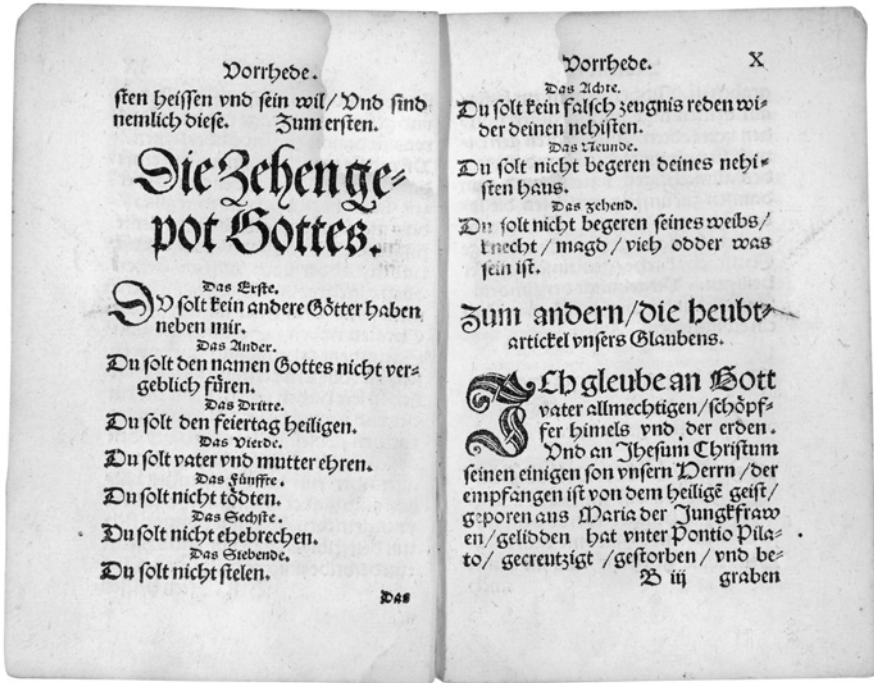 Vorrhede.
sten heissen vnd sein wil/ Vnd sind
nemlich diese. Zum ersten.
Die Zehen ge-
pot Gottes.
Das Erste.
DV solt kein andere Götter haben
neben mir.
Das Ander.
Du solt den namen Gottes nicht ver-
geblich füren.
Das Dritte.
Du solt den feiertag heiligen.
Das Vierde.
Du solt vater vnd mutter ehren.
Das Fünffte.
Du solt nicht tödten.
Das Sechste.
Du solt nicht ehebrechen.
Das Siebende.
Du solt nicht stelen.
Das
Vorrhede. X
Das Achte.
Du solt kein falsch zeugnis reden wi-
der deinen nehisten.
Das Neunde.
Du solt nicht begeren deines nehi-
sten haus.
Das zehend.
Du solt nicht begeren seines weibs/
knecht/ magd/ vieh odder was
sein ist.
Zum andern/die heubt-
artickel vnsers Glaubens.
ICh gleube an Gott
vater allmechtigen/schöpf-
fer himels vnd der erden.
Vnd an Jhesum Christum
seinen einigen son vnsern Herrn/der
empfangen ist von dem heiligē geist/
geporen aus Maria der Jungkfraw
en/gelidden hat vnter Pontio Pila-
to/ gecreutzigt/gestorben/ vnd be-
B iij graben